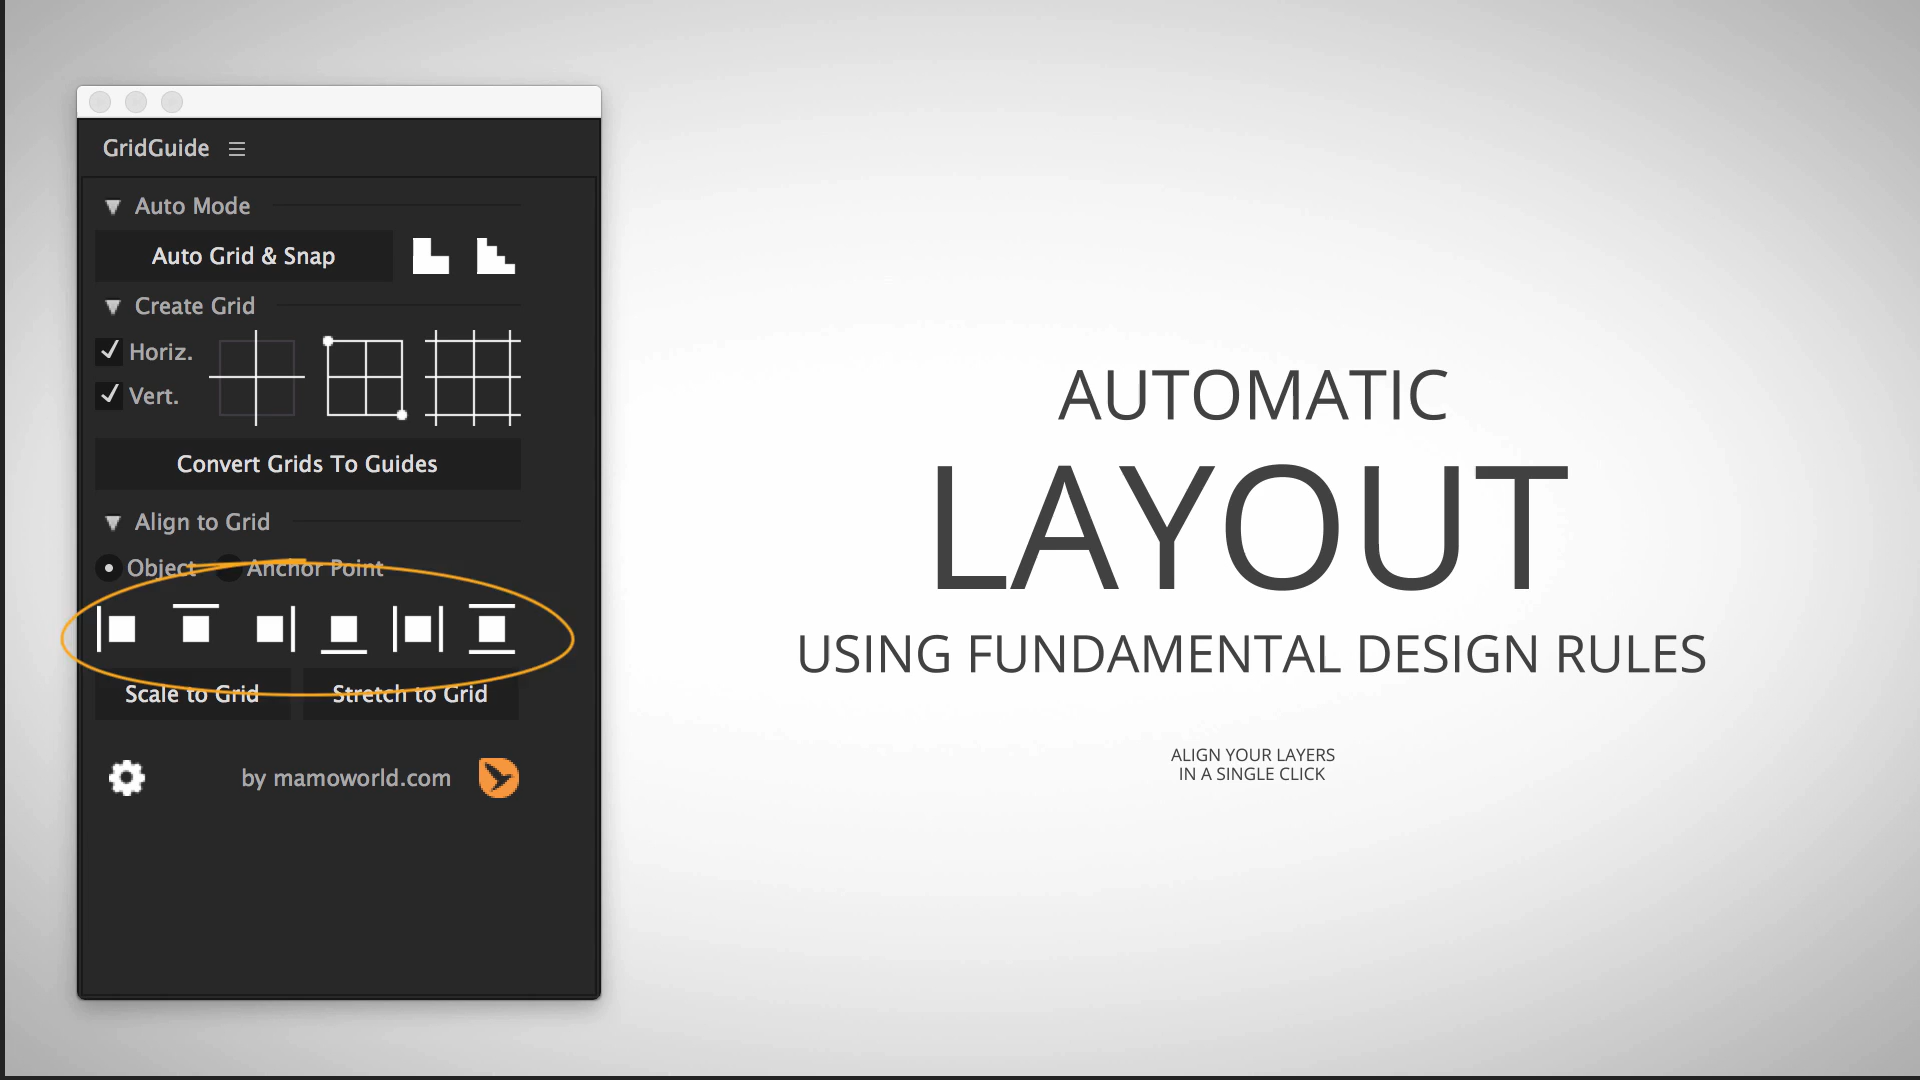 GridGuide
Auto Mode
Auto Grid & Snap
Create Grid
Horiz.
Vert.
Convert Grids To Guides
Align to Grid
Object Anchor Point
Scale to Grid Stretch to Grid
by mamoworld.com
AUTOMATIC
LAYOUT
USING FUNDAMENTAL DESIGN RULES
ALIGN YOUR LAYERS
IN A SINGLE CLICK